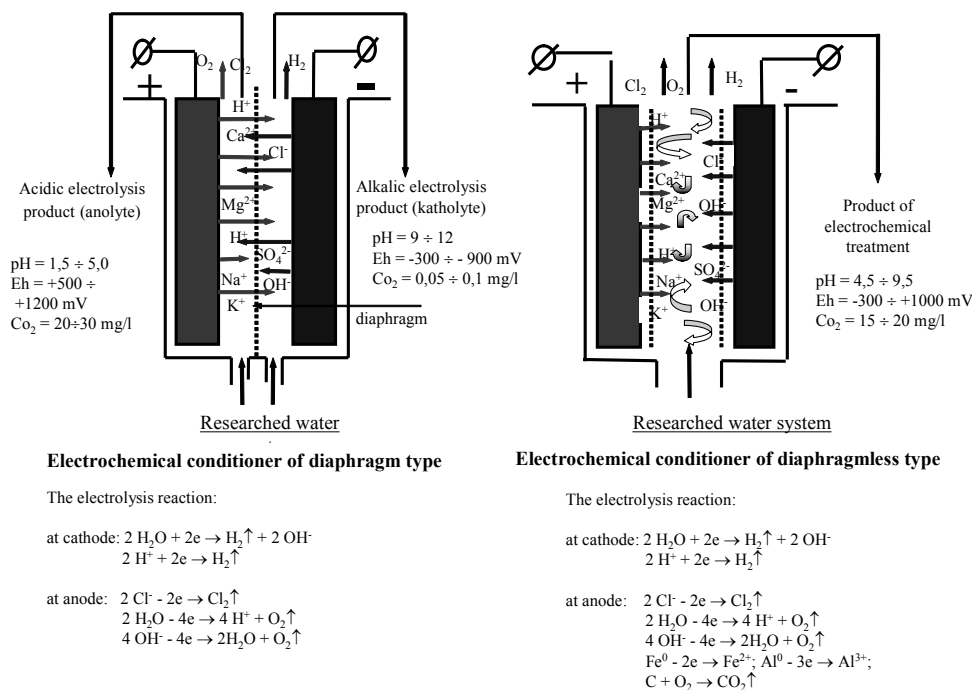 O₂
Cl₂
H₂
+
-
H⁺
Ca²⁺
Cl⁻
Mg²⁺
H⁺
SO₄²⁻
Na⁺
OH⁻
K⁺
Acidic electrolysis
product (anolyte)
pH = 1,5 ÷ 5,0
Eh = +500 ÷
+1200 mV
Co₂ = 20÷30 mg/l
Alkalic electrolysis
product (katholyte)
pH = 9 ÷ 12
Eh = -300 ÷ - 900 mV
Co₂ = 0,05 ÷ 0,1 mg/l
diaphragm
Researched water
Electrochemical conditioner of diaphragm type
The electrolysis reaction:
at cathode: 2 H₂O + 2e → H₂↑ + 2 OH-
2 H⁺ + 2e → H₂↑
at anode: 2 Cl⁻ - 2e → Cl₂↑
2 H₂O - 4e → 4 H⁺ + O₂↑
4 OH⁻ - 4e → 2H₂O + O₂↑
+
Cl₂
O₂
H₂
-
H⁺
Cl⁻
Ca²⁺
Mg²⁺
OH⁻
H⁺
Na⁺
SO₄²⁻
K⁺
OH⁻
Product of
electrochemical
treatment
pH = 4,5 ÷ 9,5
Eh = -300 ÷ +1000 mV
Co₂ = 15 ÷ 20 mg/l
Researched water system
Electrochemical conditioner of diaphragmless type
The electrolysis reaction:
at cathode: 2 H₂O + 2e → H₂↑ + 2 OH-
2 H⁺ + 2e → H₂↑
at anode: 2 Cl⁻ - 2e → Cl₂↑
2 H₂O - 4e → 4 H⁺ + O₂↑
4 OH⁻ - 4e → 2H₂O + O₂↑
Fe⁰ - 2e → Fe²⁺; Al⁰ - 3e → Al³⁺;
C + O₂ → CO₂↑